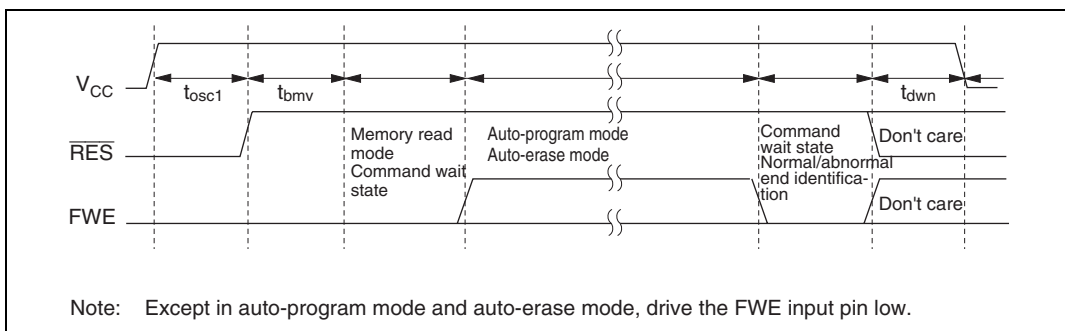 VCC
tosc1
tbmv
tdwn
RES
Memory read
mode
Command wait
state
Auto-program mode
Auto-erase mode
Command
wait state
Normal/abnormal
end identifica-
tion
Don't care
FWE
Don't care
Note: Except in auto-program mode and auto-erase mode, drive the FWE input pin low.